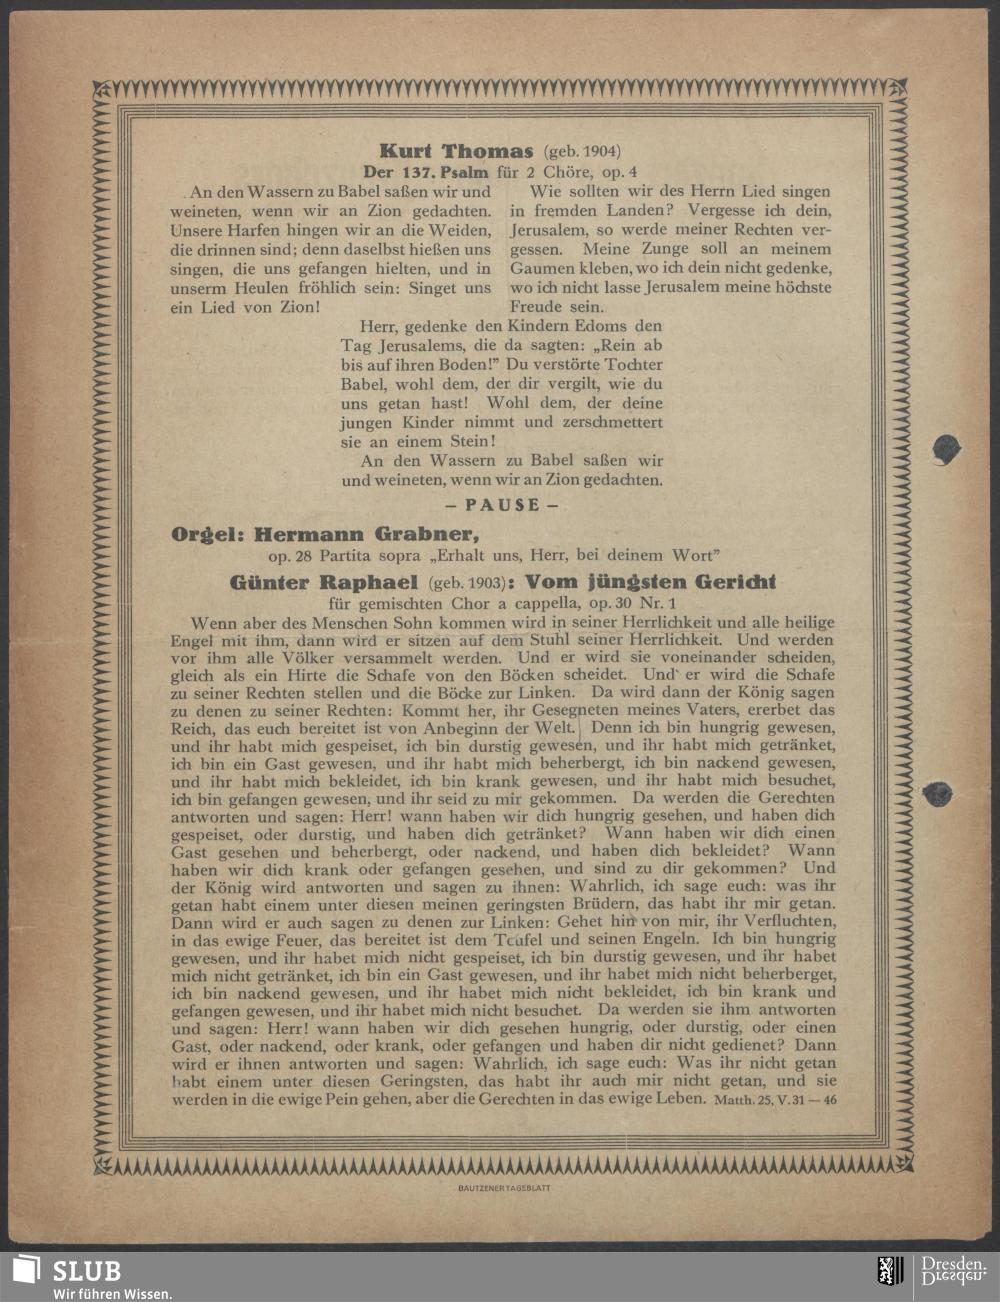 Kurt Thomas (geb. 1904)
Der 137. Psalm für 2 Chöre, op. 4
An den Wassern zu Babel saßen wir und
weineten, wenn wir an Zion gedachten.
Unsere Harfen hingen wir an die Weiden,
die drinnen sind; denn daselbst hießen uns
singen, die uns gefangen hielten, und in
unserm Heulen fröhlich sein: Singet uns
ein Lied von Zion!
Wie sollten wir des Herrn Lied singen
in fremden Landen? Vergesse ich dein,
Jerusalem, so werde meiner Rechten ver-
gessen. Meine Zunge soll an meinem
Gaumen kleben, wo ich dein nicht gedenke,
wo ich nicht lasse Jerusalem meine höchste
Freude sein.
Herr, gedenke den Kindern Edoms den
Tag Jerusalems, die da sagten: „Rein ab
bis auf ihren Boden!” Du verstörte Tochter
Babel, wohl dem, der dir vergilt, wie du
uns getan hast! Wohl dem, der deine
jungen Kinder nimmt und zerschmettert
sie an einem Stein!
An den Wassern zu Babel saßen wir
und weineten, wenn wir an Zion gedachten.
– PAUSE –
Orgel: Hermann Grabner,
op. 28 Partita sopra „Erhalt uns, Herr, bei deinem Wort”
Günter Raphael (geb. 1903): Vom jüngsten Gericht
für gemischten Chor a cappella, op. 30 Nr. 1
Wenn aber des Menschen Sohn kommen wird in seiner Herrlichkeit und alle heilige
Engel mit ihm, dann wird er sitzen auf dem Stuhl seiner Herrlichkeit. Und werden
vor ihm alle Völker versammelt werden. Und er wird sie voneinander scheiden,
gleich als ein Hirte die Schafe von den Böcken scheidet. Und er wird die Schafe
zu seiner Rechten stellen und die Böcke zur Linken. Da wird dann der König sagen
zu denen zu seiner Rechten: Kommt her, ihr Gesegneten meines Vaters, ererbet das
Reich, das euch bereitet ist von Anbeginn der Welt. Denn ich bin hungrig gewesen,
und ihr habt mich gespeiset, ich bin durstig gewesen, und ihr habt mich getränket,
ich bin ein Gast gewesen, und ihr habt mich beherbergt, ich bin nackend gewesen,
und ihr habt mich bekleidet, ich bin krank gewesen, und ihr habt mich besuchet,
ich bin gefangen gewesen, und ihr seid zu mir gekommen. Da werden die Gerechten
antworten und sagen: Herr! wann haben wir dich hungrig gesehen, und haben dich
gespeiset, oder durstig, und haben dich getränket? Wann haben wir dich einen
Gast gesehen und beherbergt, oder nackend, und haben dich bekleidet? Wann
haben wir dich krank oder gefangen gesehen, und sind zu dir gekommen? Und
der König wird antworten und sagen zu ihnen: Wahrlich, ich sage euch: was ihr
getan habt einem unter diesen meinen geringsten Brüdern, das habt ihr mir getan.
Dann wird er auch sagen zu denen zur Linken: Gehet hin von mir, ihr Verfluchten,
in das ewige Feuer, das bereitet ist dem Teufel und seinen Engeln. Ich bin hungrig
gewesen, und ihr habet mich nicht gespeiset, ich bin durstig gewesen, und ihr habet
mich nicht getränket, ich bin ein Gast gewesen, und ihr habet mich nicht beherberget,
ich bin nackend gewesen, und ihr habet mich nicht bekleidet, ich bin krank und
gefangen gewesen, und ihr habet mich nicht besuchet. Da werden sie ihm antworten
und sagen: Herr! wann haben wir dich gesehen hungrig, oder durstig, oder einen
Gast, oder nackend, oder krank, oder gefangen und haben dir nicht gedienet? Dann
wird er ihnen antworten und sagen: Wahrlich, ich sage euch: Was ihr nicht getan
habt einem unter diesen Geringsten, das habt ihr auch mir nicht getan, und sie
werden in die ewige Pein gehen, aber die Gerechten in das ewige Leben. Matth. 25, V. 31 — 46
BAUTZENER TAGEBLATT
SLUB
Wir führen Wissen.
Dresden.
Dresden.